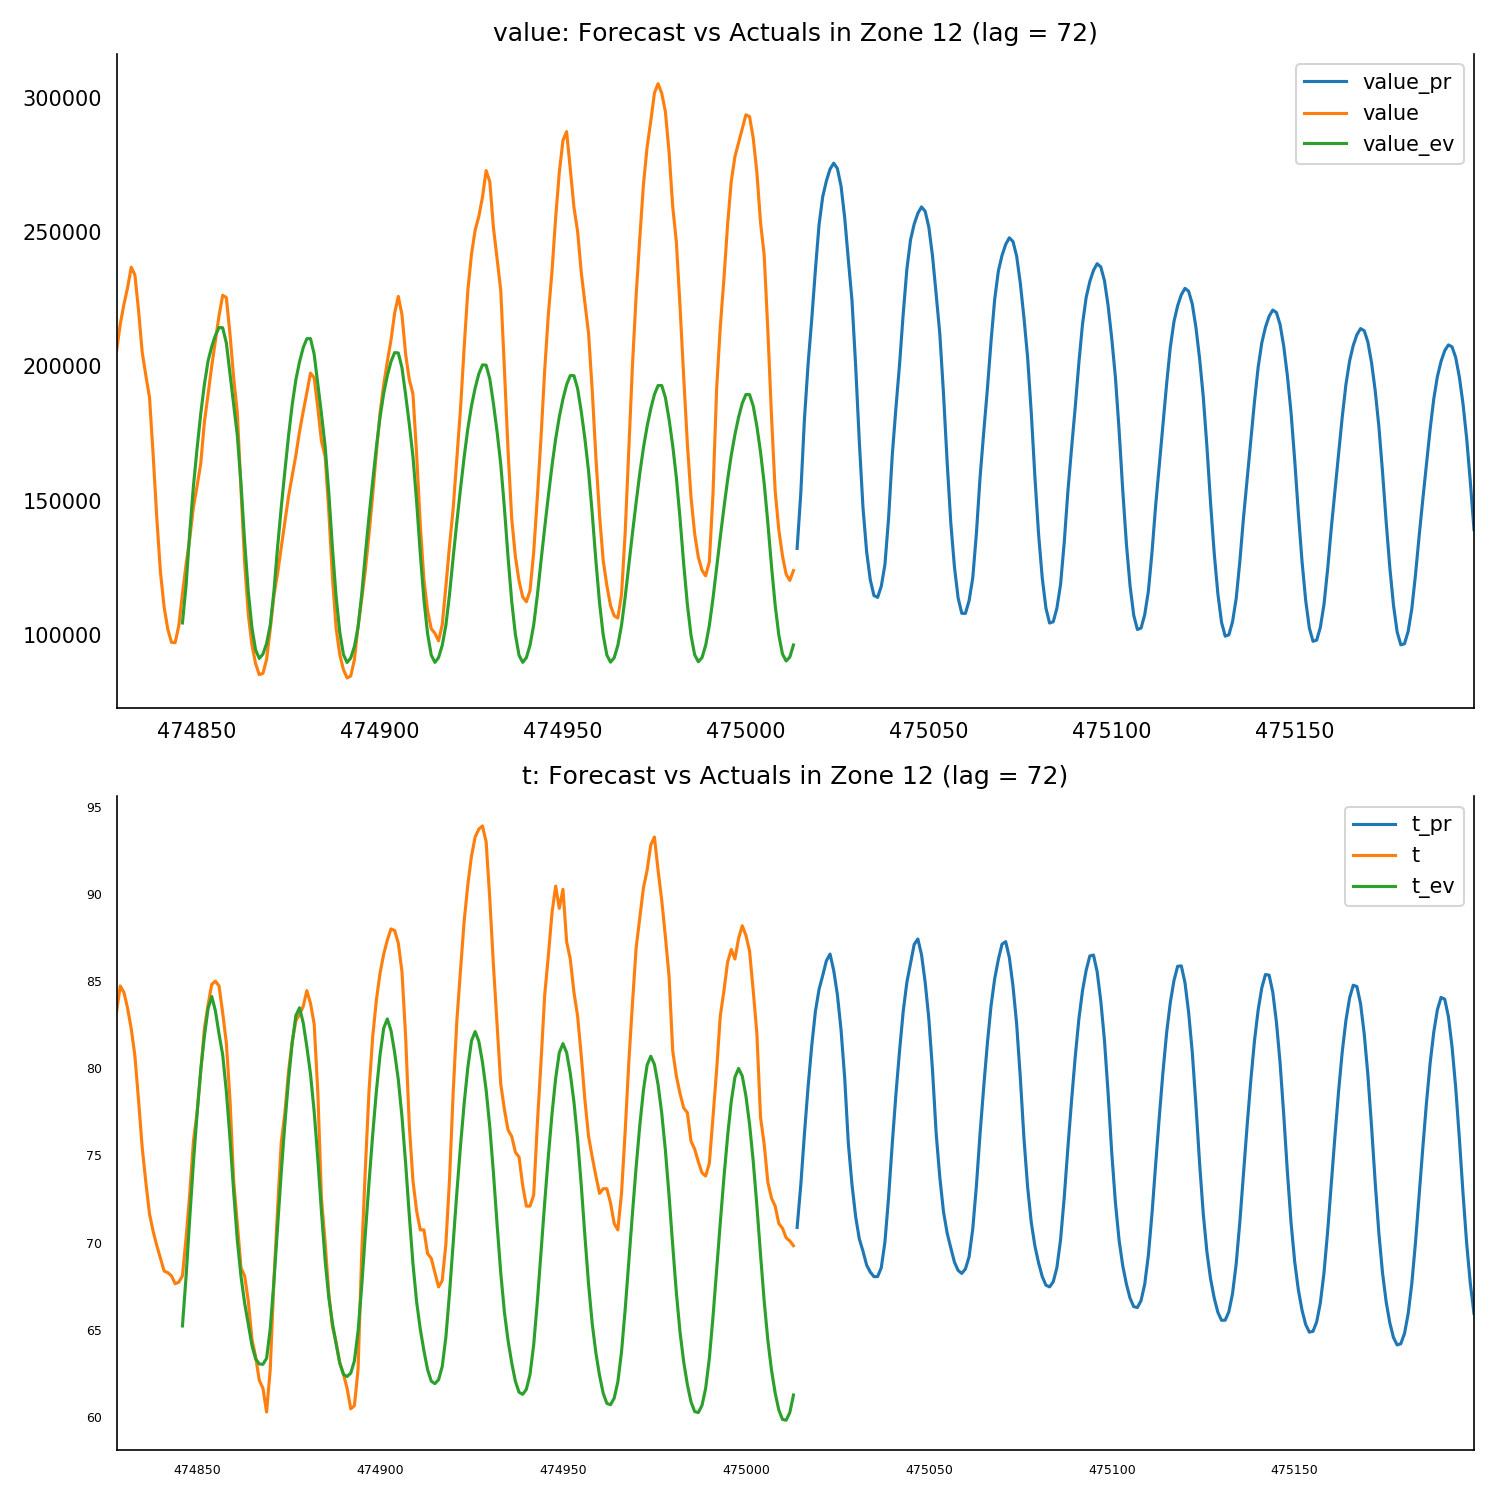 value: Forecast vs Actuals in Zone 12 (lag = 72)
300000
250000
200000
150000
100000
value_pr
value
value_ev
474850 474900 474950 475000 475050 475100 475150
t: Forecast vs Actuals in Zone 12 (lag = 72)
95
90
85
80
75
70
65
60
t_pr
t
t_ev
474850 474900 474950 475000 475050 475100 475150